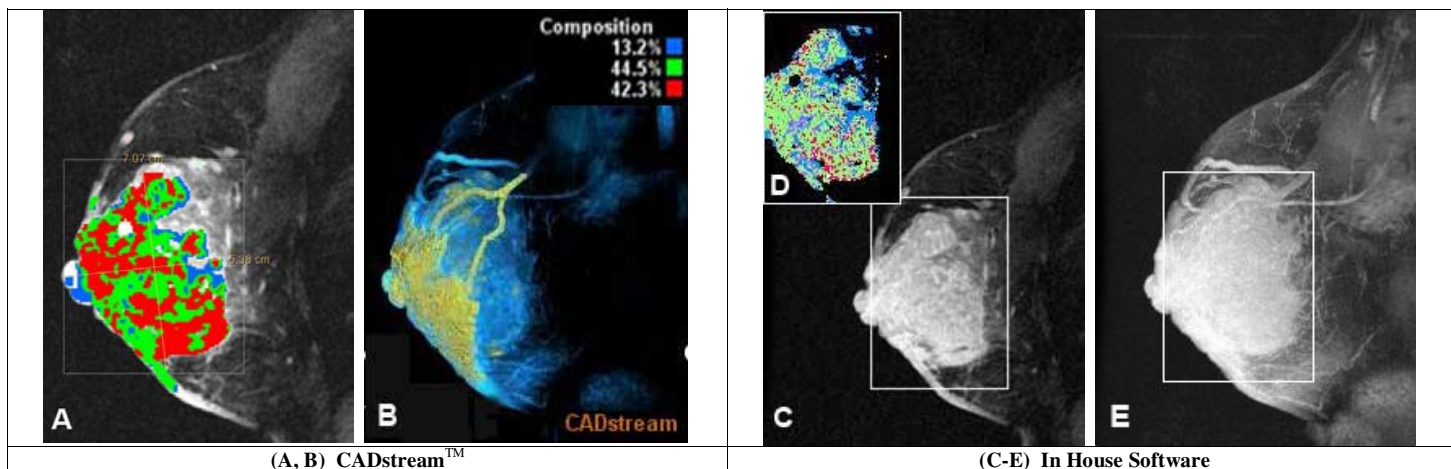 Composition
13.2%
44.5%
42.3%
7.07 cm
5.38 cm
A
B
CADstream
D
C
E
(A, B) CADstream™
(C-E) In House Software